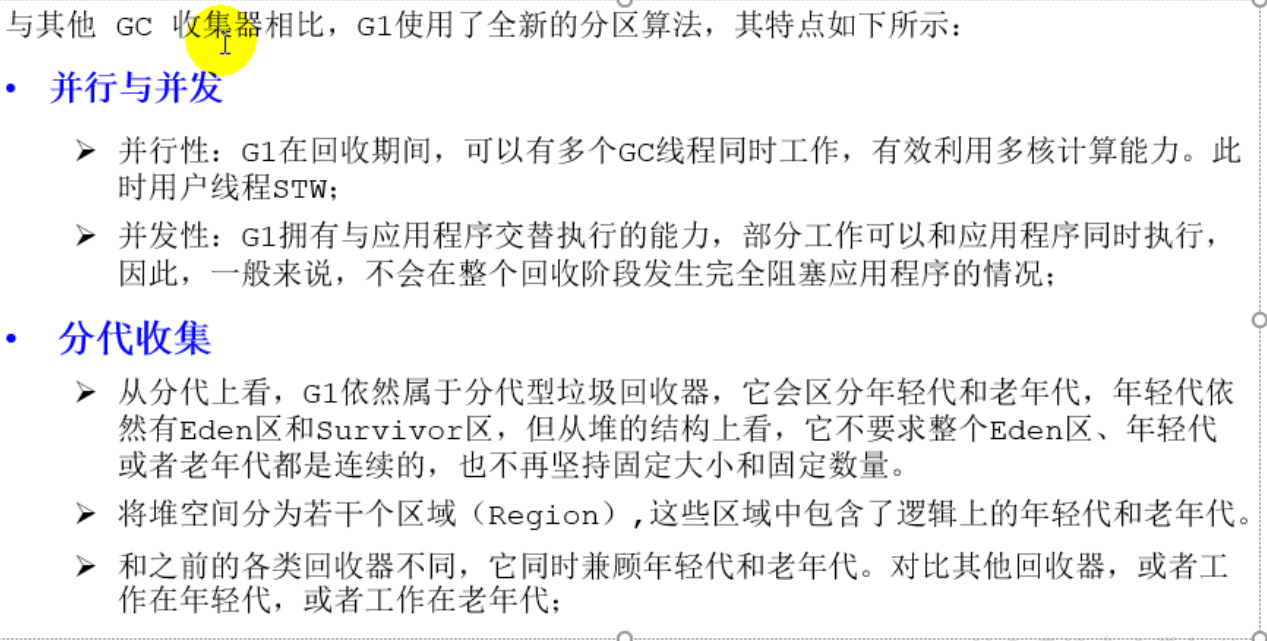 与其他 GC 收集器相比，G1使用了全新的分区算法，其特点如下所示：
• 并行与并发
➢ 并行性：G1在回收期间，可以有多个GC线程同时工作，有效利用多核计算能力。此
时用户线程STW；
➢ 并发性：G1拥有与应用程序交替执行的能力，部分工作可以和应用程序同时执行，
因此，一般来说，不会在整个回收阶段发生完全阻塞应用程序的情况；
• 分代收集
➢ 从分代上看，G1依然属于分代型垃圾回收器，它会区分年轻代和老年代，年轻代依
然有Eden区和Survivor区，但从堆的结构上看，它不要求整个Eden区、年轻代
或者老年代都是连续的，也不再坚持固定大小和固定数量。
➢ 将堆空间分为若干个区域（Region）,这些区域中包含了逻辑上的年轻代和老年代。
➢ 和之前的各类回收器不同，它同时兼顾年轻代和老年代。对比其他回收器，或者工
作在年轻代，或者工作在老年代；